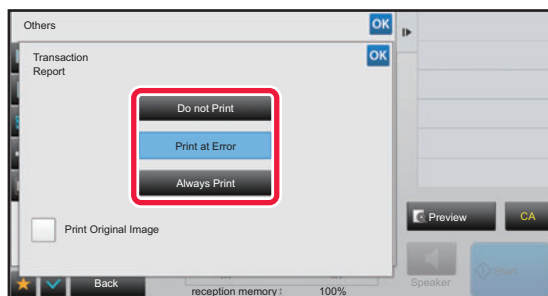 Others
OK
Transaction
Report
OK
Do not Print
Print at Error
Always Print
Print Original Image
Preview
CA
Back
reception memory:
100%
Speaker
Start